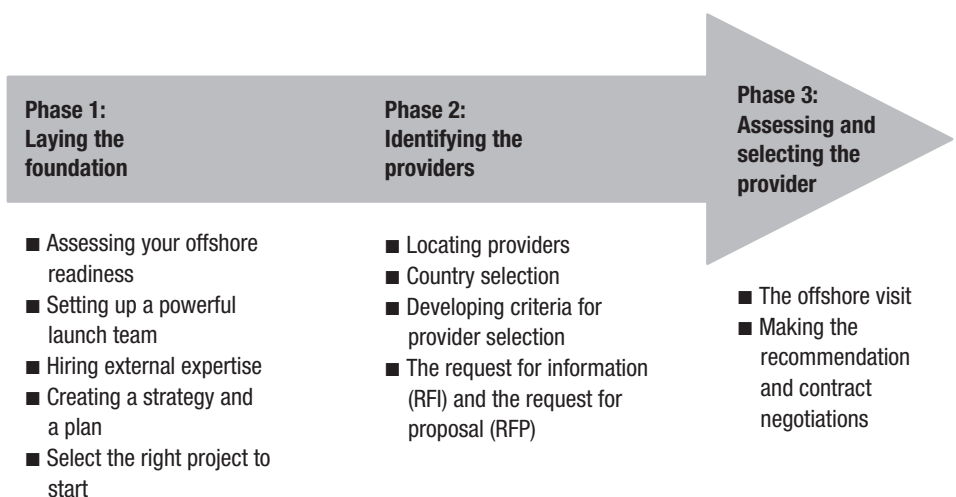 Phase 1:
Laying the
foundation
■ Assessing your offshore
readiness
■ Setting up a powerful
launch team
■ Hiring external expertise
■ Creating a strategy and
a plan
■ Select the right project to
start
Phase 2:
Identifying the
providers
■ Locating providers
■ Country selection
■ Developing criteria for
provider selection
■ The request for information
(RFI) and the request for
proposal (RFP)
Phase 3:
Assessing and
selecting the
provider
■ The offshore visit
■ Making the
recommendation
and contract
negotiations